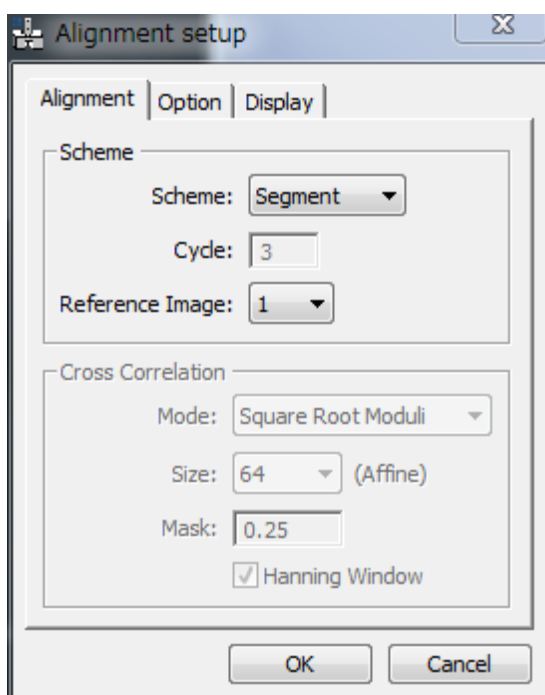 Alignment setup
Alignment Option Display
Scheme
Scheme: Segment
Cycle: 3
Reference Image: 1
Cross Correlation
Mode: Square Root Moduli
Size: 64 (Affine)
Mask: 0.25
Hanning Window
OK Cancel